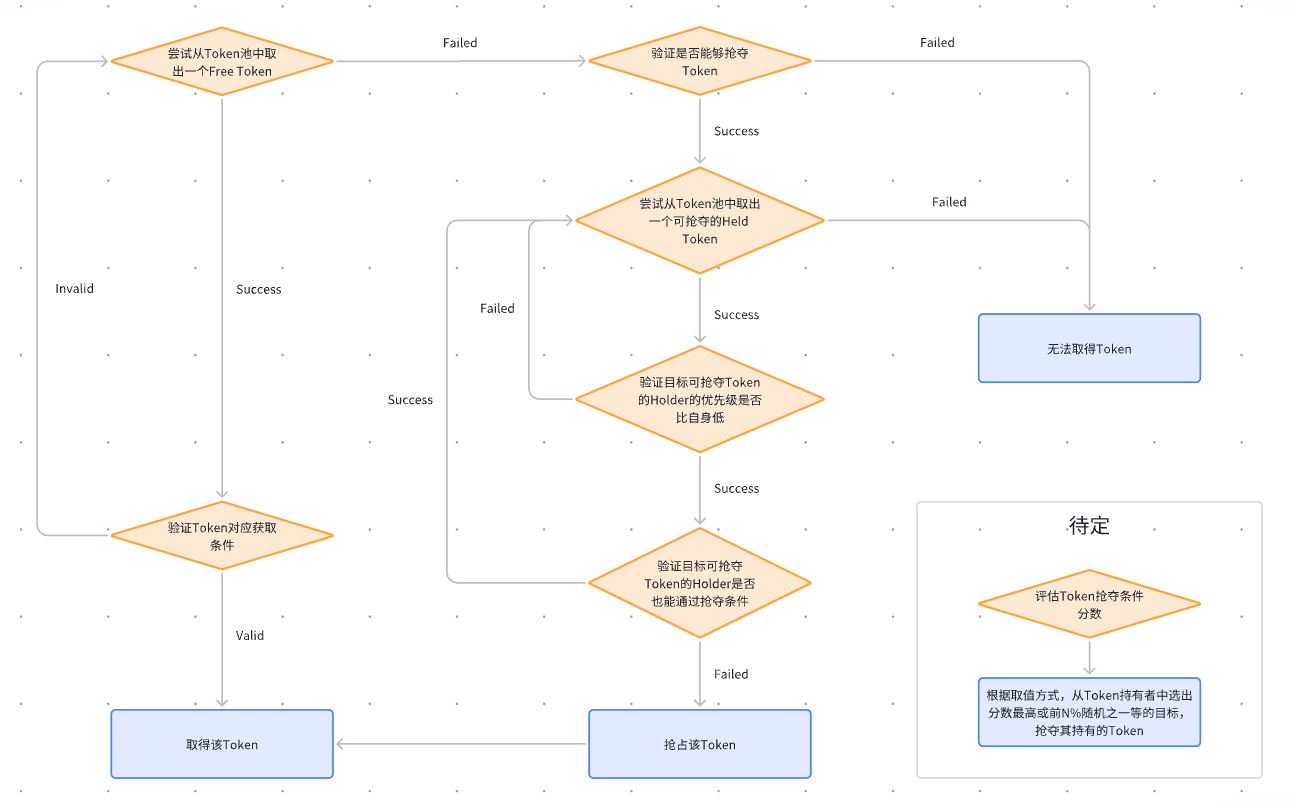 尝试从Token池中取
出一个Free Token
Failed
验证是否能够抢夺
Token
Failed
Success
尝试从Token池中取出
一个可抢夺的Held
Token
Failed
Invalid
Success
Failed
Success
无法取得Token
验证目标可抢夺Token
的Holder的优先级是否
比自身低
Success
Success
验证Token对应获取
条件
验证目标可抢夺
Token的Holder是否
也能通过抢夺条件
Valid
Failed
取得该Token
抢占该Token
待定
评估Token抢夺条件
分数
根据取值方式，从Token持有者中选出
分数最高或前N%随机之一等的目标，
抢夺其持有的Token